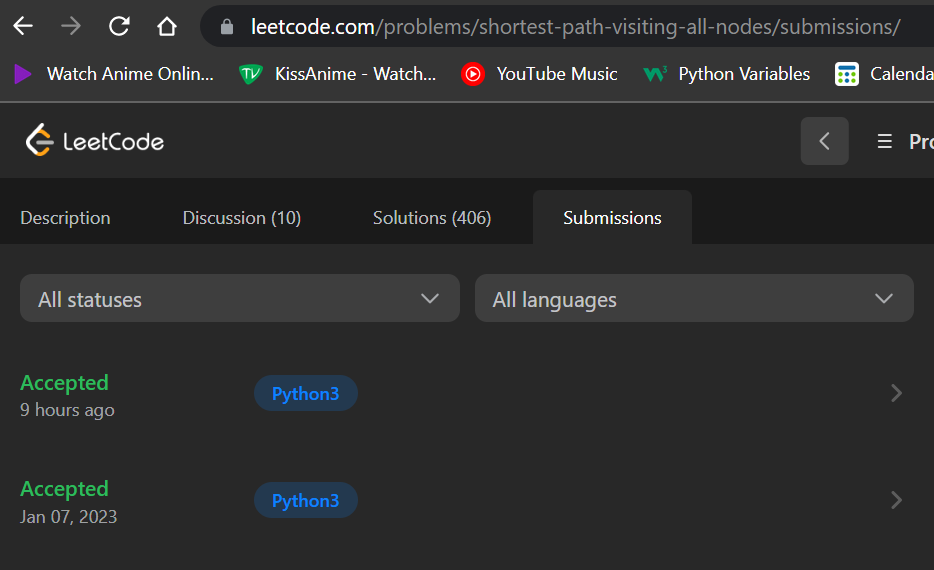 leetcode.com/problems/shortest-path-visiting-all-nodes/submissions/
Watch Anime Onlin... KissAnime - Watch... YouTube Music Python Variables Calenda
LeetCode Pro
Description Discussion (10) Solutions (406) Submissions
All statuses All languages
Accepted Python3
9 hours ago
Accepted Python3
Jan 07, 2023